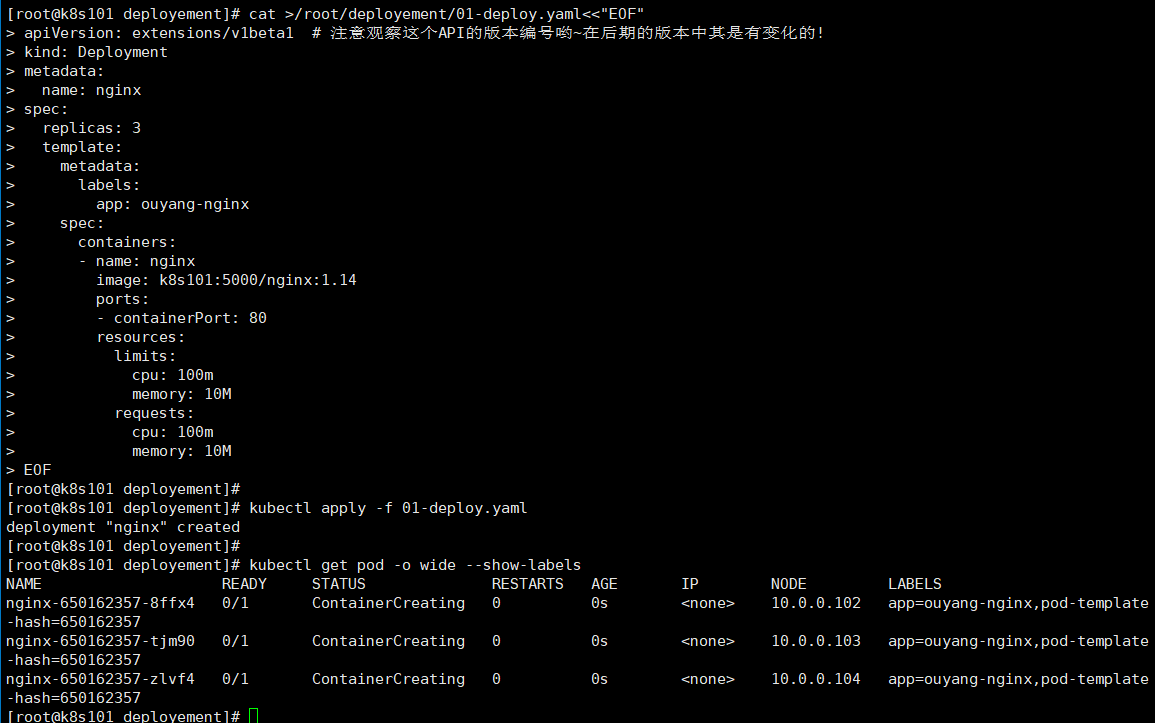 [root@k8s101 deployement]# cat >/root/deployement/01-deploy.yaml<<"EOF"
> apiVersion: extensions/v1beta1  # 注意观察这个API的版本编号哟~在后期的版本中其是有变化的!
> kind: Deployment
> metadata:
>   name: nginx
> spec:
>   replicas: 3
>   template:
>     metadata:
>       labels:
>         app: ouyang-nginx
>     spec:
>       containers:
>       - name: nginx
>         image: k8s101:5000/nginx:1.14
>         ports:
>         - containerPort: 80
>         resources:
>           limits:
>             cpu: 100m
>             memory: 10M
>           requests:
>             cpu: 100m
>             memory: 10M
> EOF
[root@k8s101 deployement]#
[root@k8s101 deployement]# kubectl apply -f 01-deploy.yaml
deployment "nginx" created
[root@k8s101 deployement]#
[root@k8s101 deployement]# kubectl get pod -o wide --show-labels
NAME                    READY     STATUS              RESTARTS   AGE       IP        NODE         LABELS
nginx-650162357-8ffx4   0/1       ContainerCreating   0          0s        <none>    10.0.0.102   app=ouyang-nginx,pod-template
-hash=650162357
nginx-650162357-tjm90   0/1       ContainerCreating   0          0s        <none>    10.0.0.103   app=ouyang-nginx,pod-template
-hash=650162357
nginx-650162357-zlvf4   0/1       ContainerCreating   0          0s        <none>    10.0.0.104   app=ouyang-nginx,pod-template
-hash=650162357
[root@k8s101 deployement]#